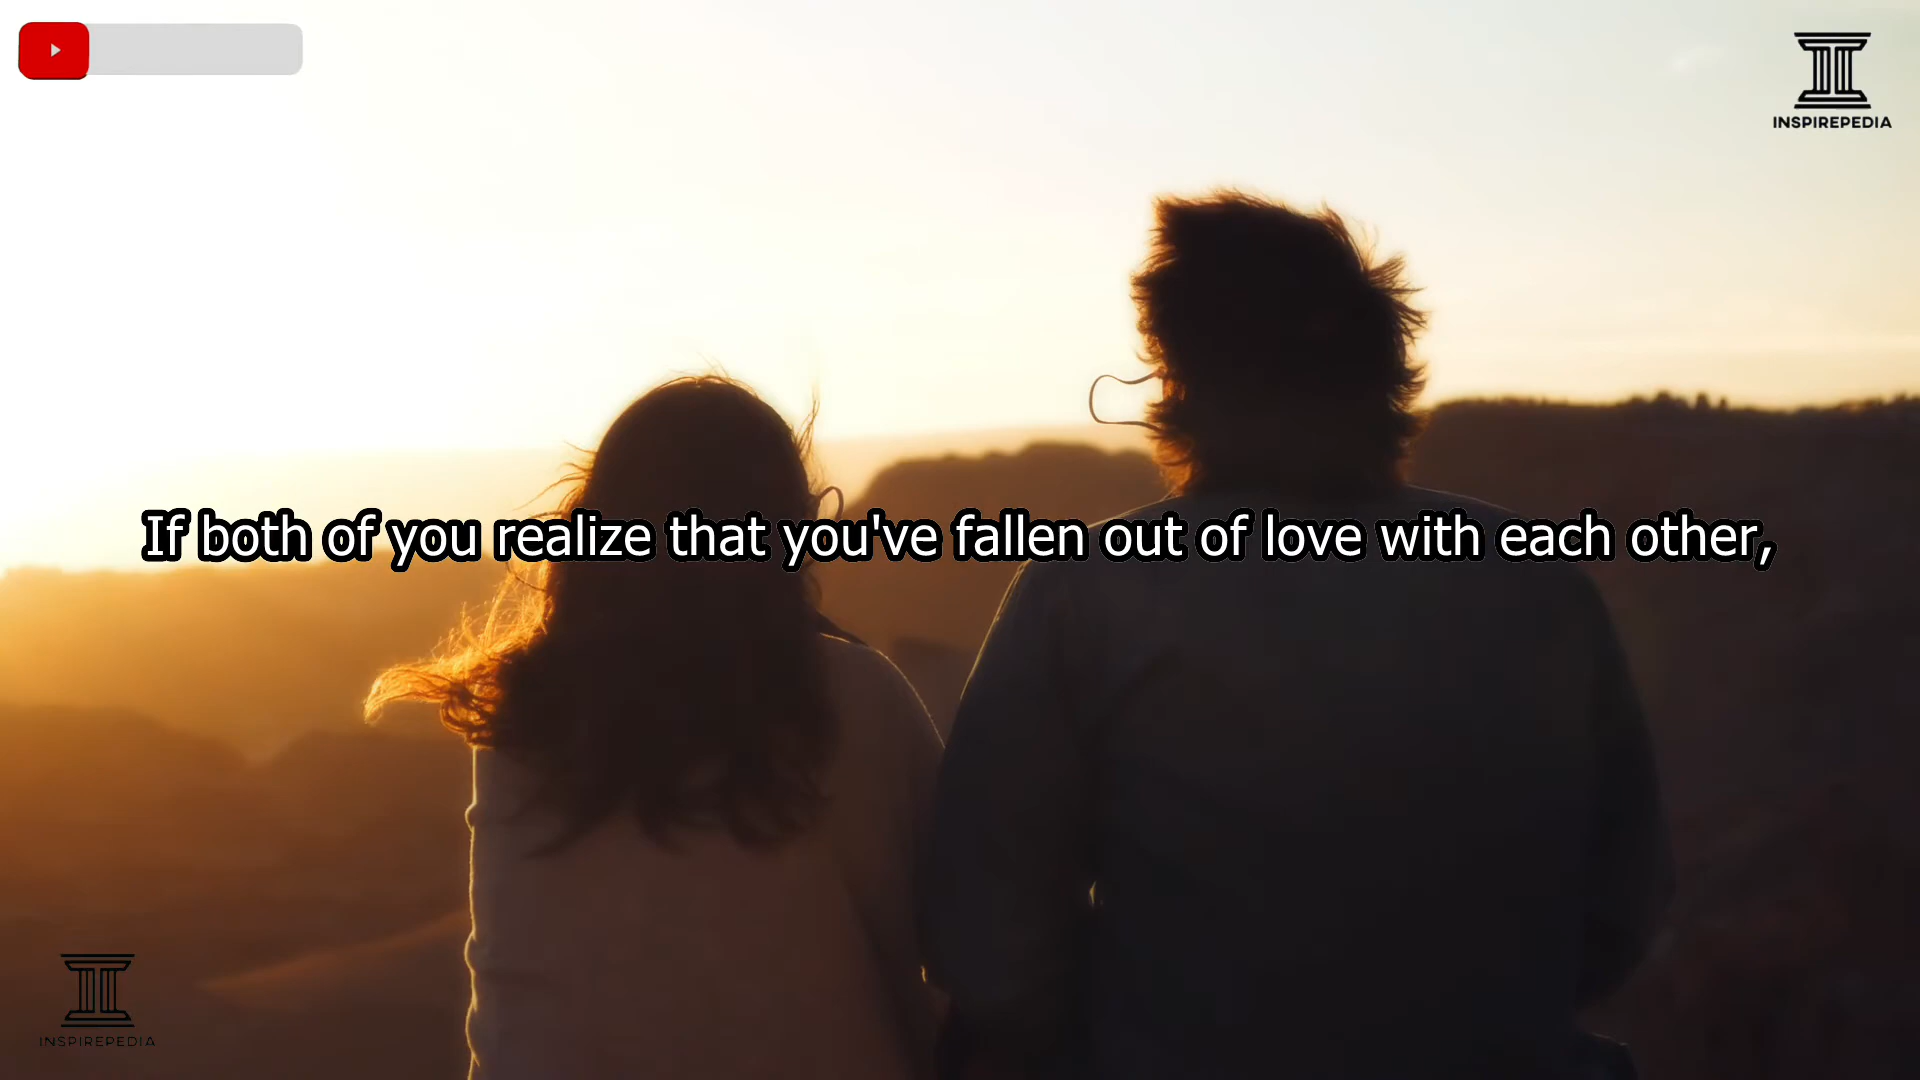 INSPIREPEDIA
If both of you realize that you've fallen out of love with each other,
INSPIREPEDIA